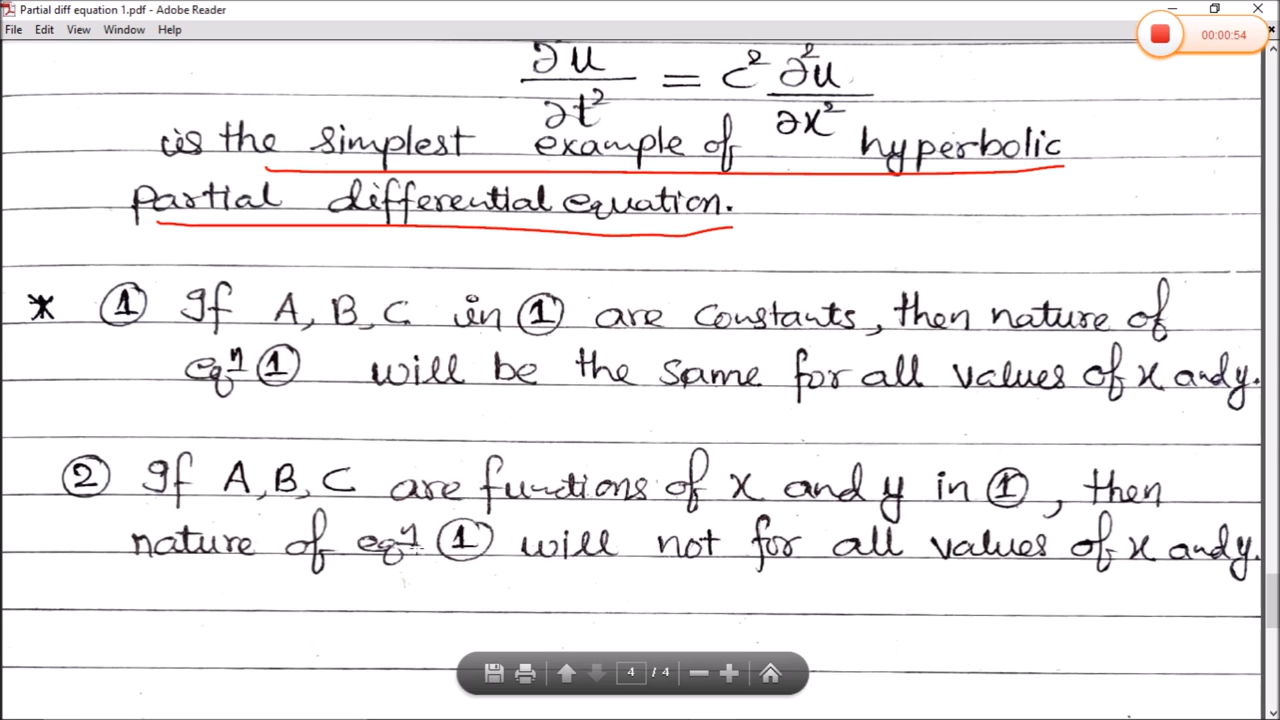 Partial diff equation 1.pdf - Adobe Reader
File Edit View Window Help
00:00:54
∂u/∂t² = c² ∂²u/∂x²
is the simplest example of hyperbolic
partial differential equation.
* ① If A, B, C in ① are constants, then nature of
eqⁿ ① will be the same for all values of x and y.
② If A, B, C are functions of x and y in ①, then
nature of eqⁿ ① will not for all values of x and y.
4 / 4